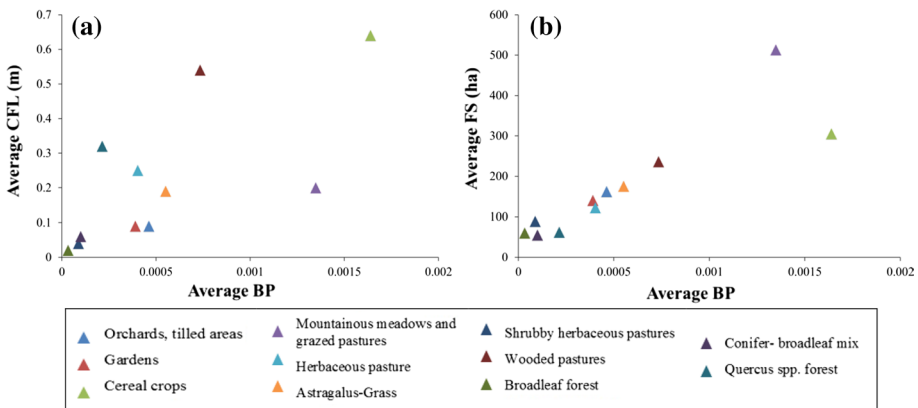 (a)
Average CFL (m)
0.7
0.6
0.5
0.4
0.3
0.2
0.1
0
0 0.0005 0.001 0.0015 0.002
Average BP
(b)
Average FS (ha)
600
500
400
300
200
100
0
0 0.0005 0.001 0.0015 0.002
Average BP
Orchards, tilled areas
Gardens
Cereal crops
Mountainous meadows and
grazed pastures
Herbaceous pasture
Astragalus-Grass
Shrubby herbaceous pastures
Wooded pastures
Broadleaf forest
Conifer- broadleaf mix
Quercus spp. forest